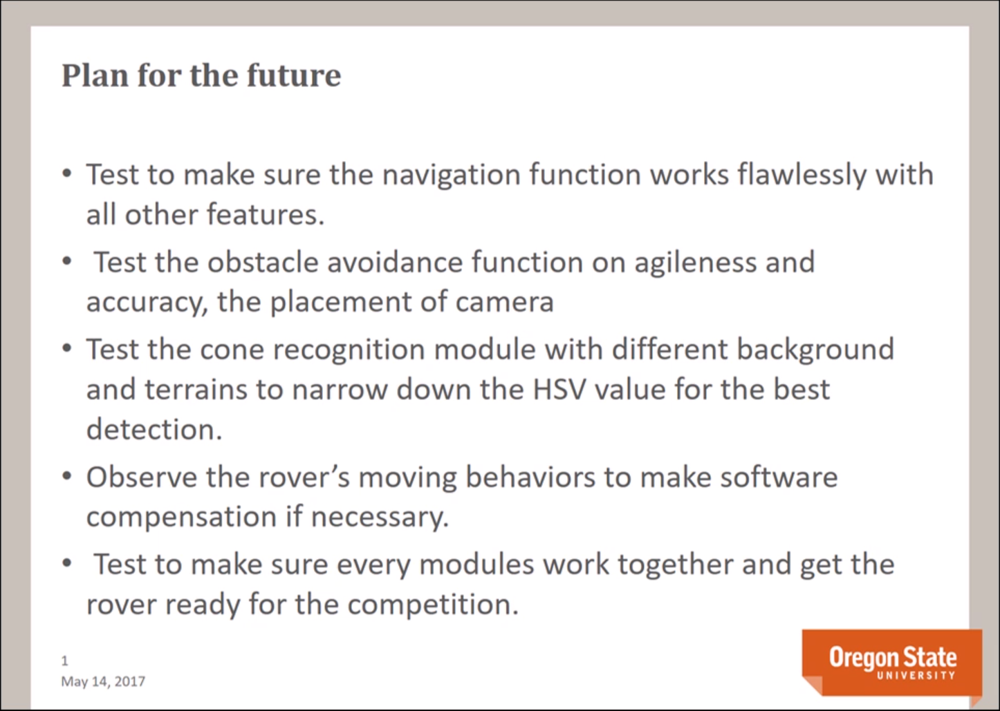 Plan for the future
• Test to make sure the navigation function works flawlessly with
all other features.
• Test the obstacle avoidance function on agileness and
accuracy, the placement of camera
• Test the cone recognition module with different background
and terrains to narrow down the HSV value for the best
detection.
• Observe the rover’s moving behaviors to make software
compensation if necessary.
• Test to make sure every modules work together and get the
rover ready for the competition.
1
May 14, 2017
Oregon State
UNIVERSITY